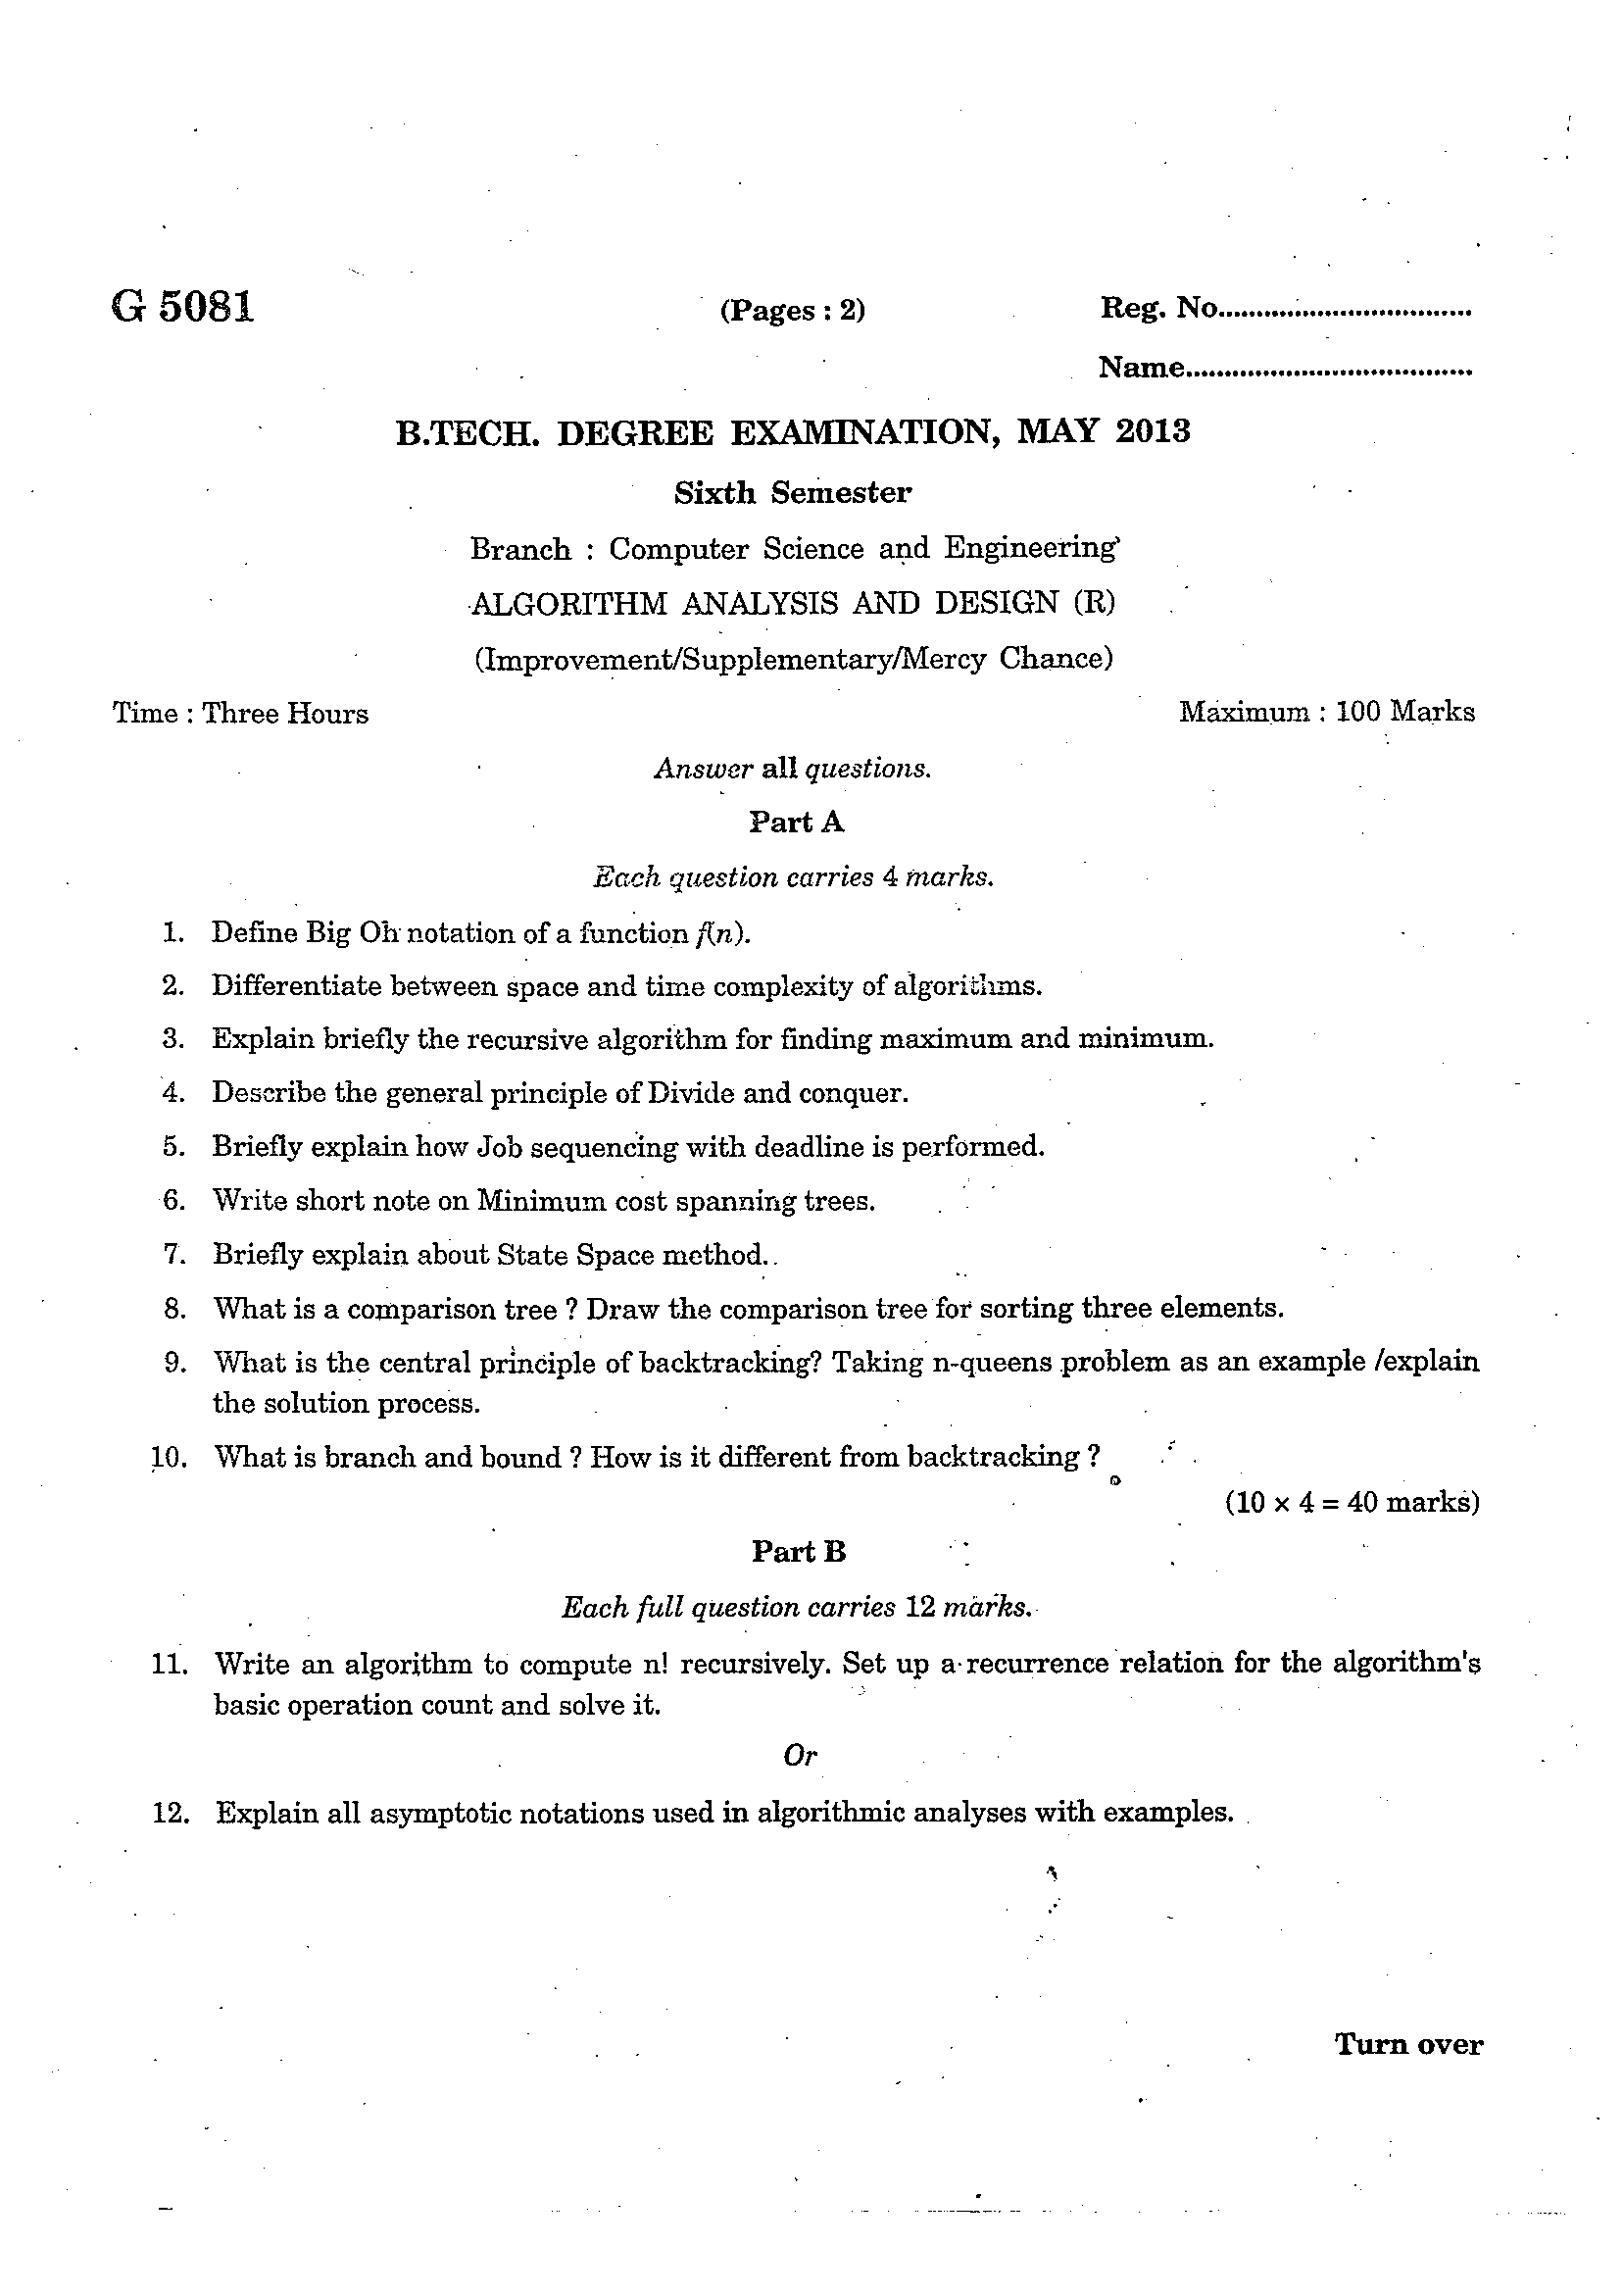 G 5081
(Pages : 2)
Reg. No.................................
Name.....................................
B.TECH. DEGREE EXAMINATION, MAY 2013
Sixth Semester
Branch : Computer Science and Engineering
ALGORITHM ANALYSIS AND DESIGN (R)
(Improvement/Supplementary/Mercy Chance)
Time : Three Hours
Maximum : 100 Marks
Answer all questions.
Part A
Each question carries 4 marks.
1. Define Big Oh notation of a function f(n).
2. Differentiate between space and time complexity of algorithms.
3. Explain briefly the recursive algorithm for finding maximum and minimum.
4. Describe the general principle of Divide and conquer.
5. Briefly explain how Job sequencing with deadline is performed.
6. Write short note on Minimum cost spanning trees.
7. Briefly explain about State Space method.
8. What is a comparison tree ? Draw the comparison tree for sorting three elements.
9. What is the central principle of backtracking? Taking n-queens problem as an example /explain
the solution process.
10. What is branch and bound ? How is it different from backtracking ?
(10 × 4 = 40 marks)
Part B
Each full question carries 12 marks.
11. Write an algorithm to compute n! recursively. Set up a recurrence relation for the algorithm's
basic operation count and solve it.
Or
12. Explain all asymptotic notations used in algorithmic analyses with examples.
Turn over